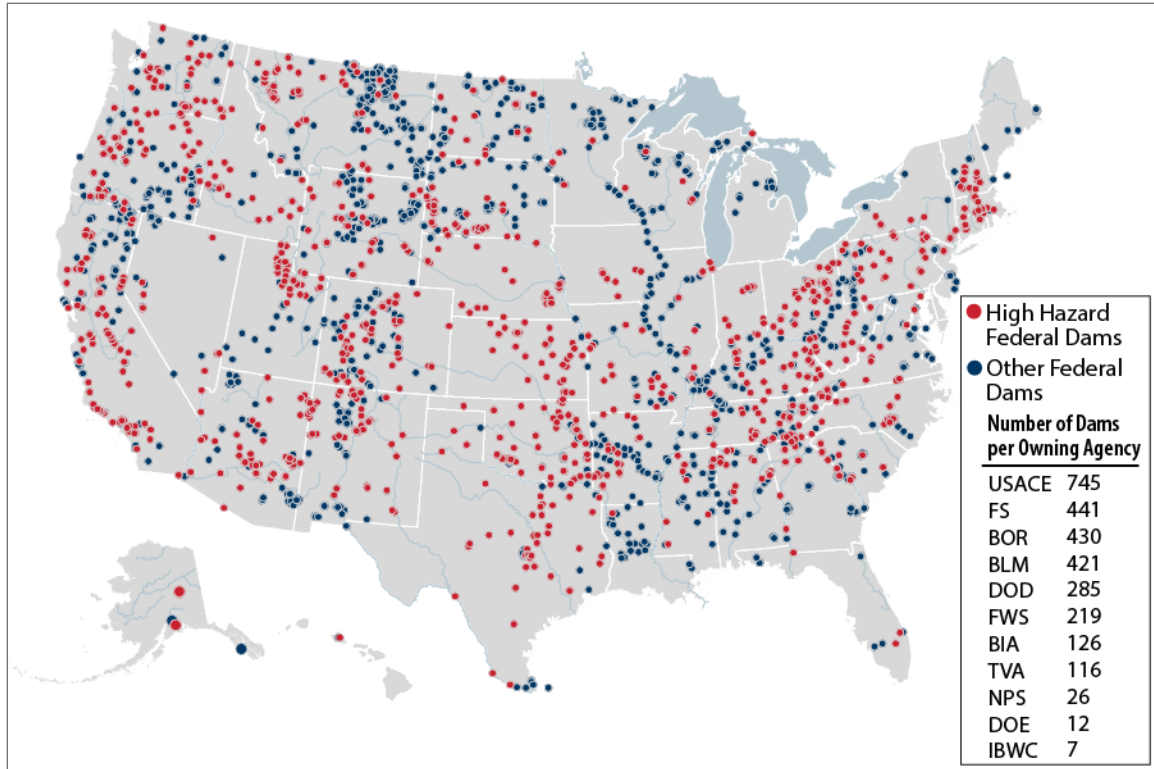 High Hazard
Federal Dams
Other Federal
Dams
Number of Dams
per Owning Agency
USACE 745
FS 441
BOR 430
BLM 421
DOD 285
FWS 219
BIA 126
TVA 116
NPS 26
DOE 12
IBWC 7